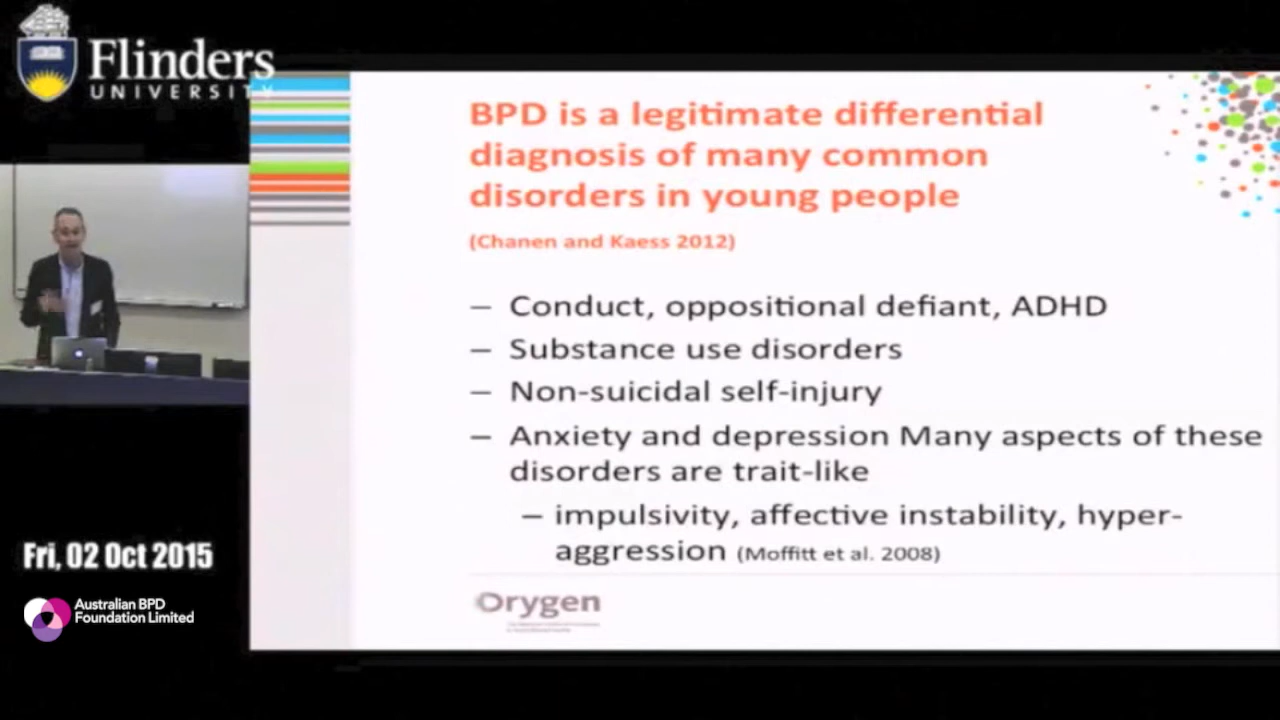 Flinders
UNIVERSITY
BPD is a legitimate differential
diagnosis of many common
disorders in young people
(Chanen and Kaess 2012)
– Conduct, oppositional defiant, ADHD
– Substance use disorders
– Non-suicidal self-injury
– Anxiety and depression Many aspects of these
disorders are trait-like
– impulsivity, affective instability, hyper-
aggression (Moffitt et al. 2008)
Orygen
Fri, 02 Oct 2015
Australian BPD
Foundation Limited